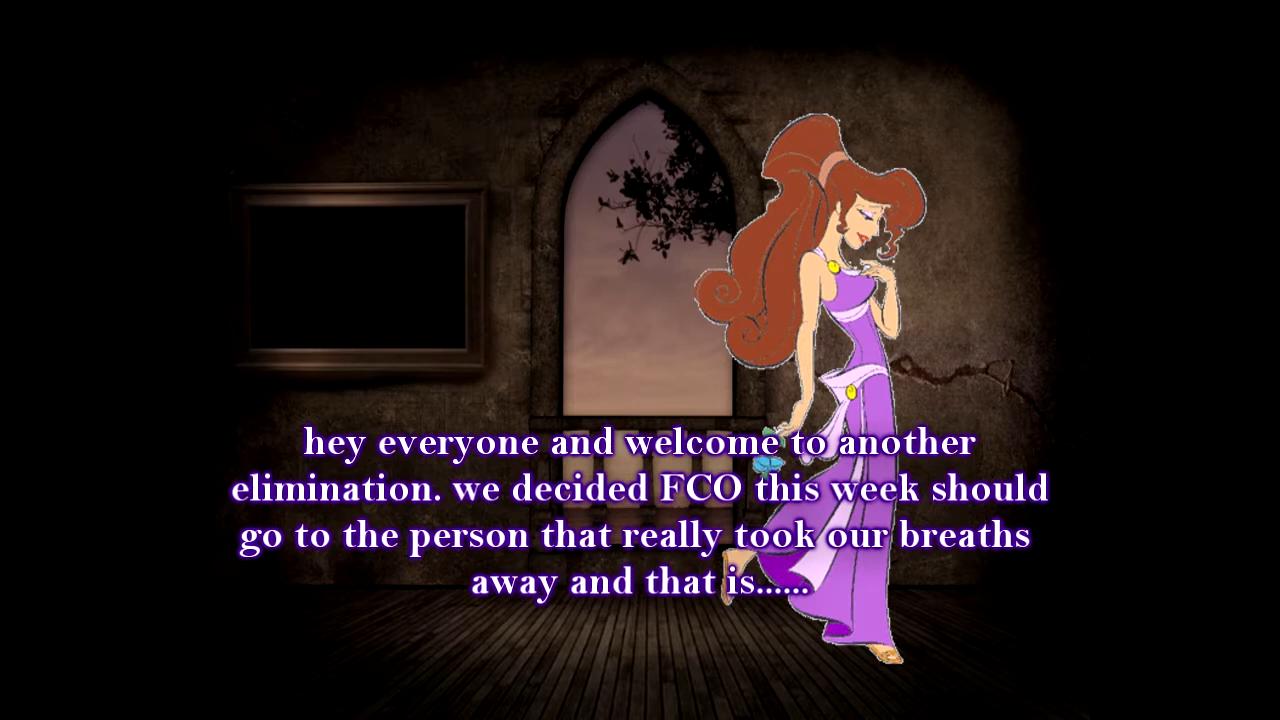 hey everyone and welcome to another
elimination. we decided FCO this week should
go to the person that really took our breaths
away and that is......